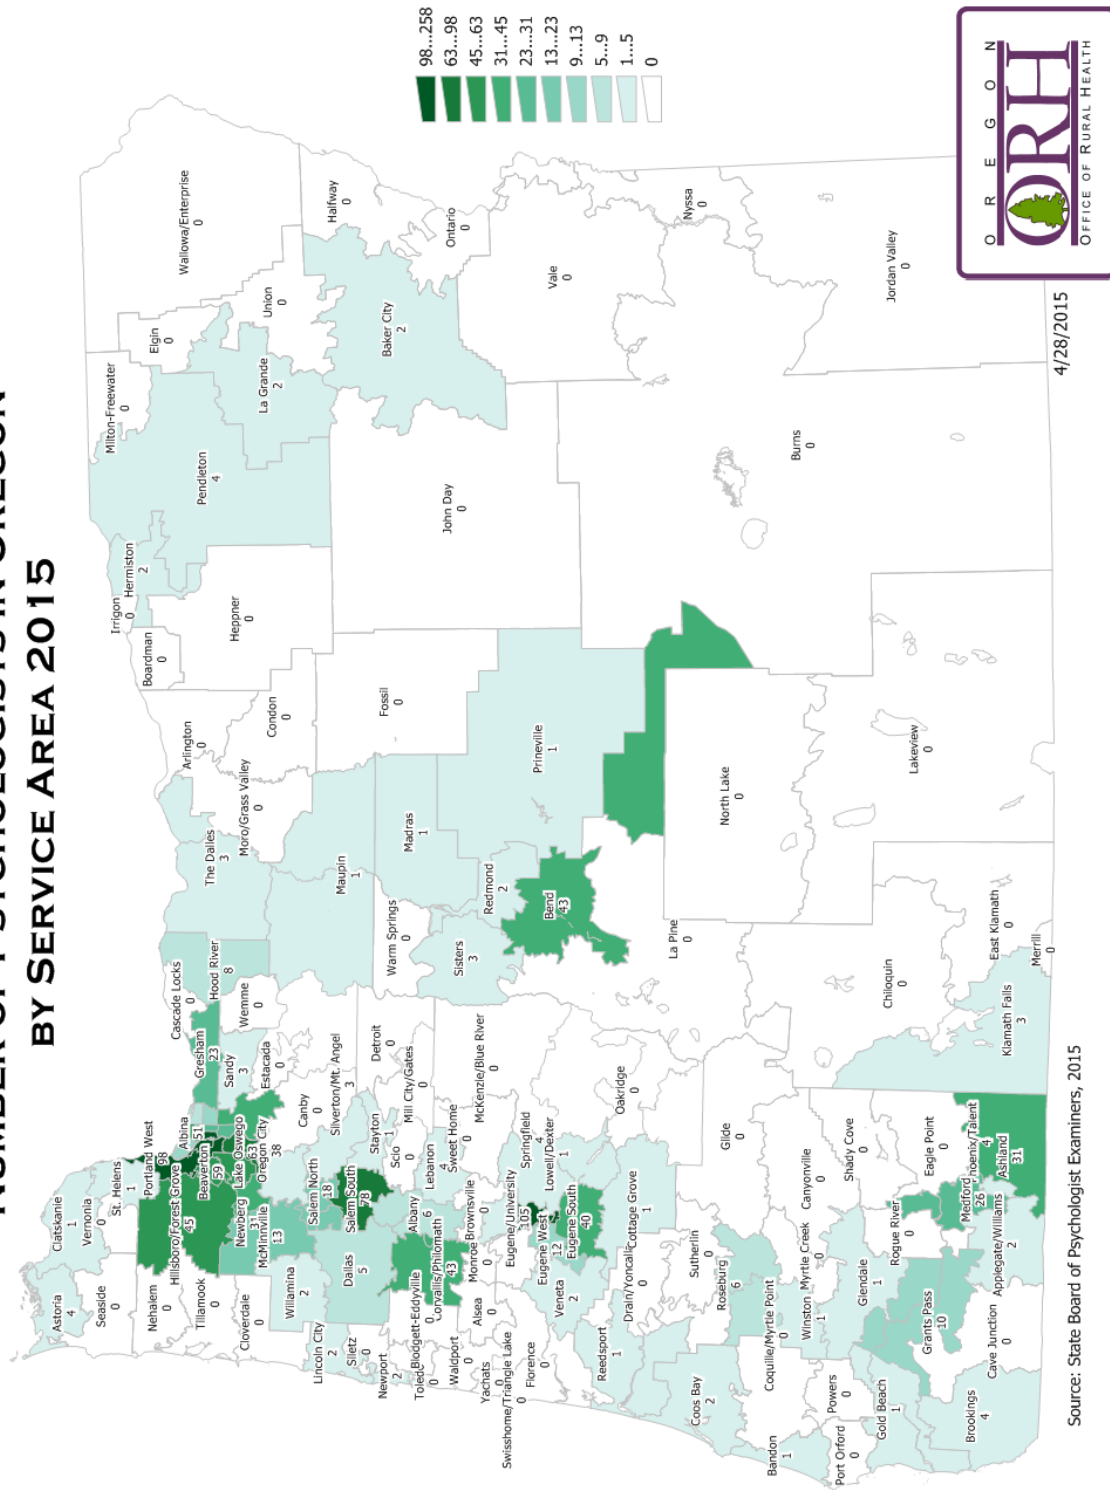 BY SERVICE AREA 2015
98...258
63...98
45...63
31...45
23...31
13...23
9...13
5...9
1...5
0
Astoria
4
Clatskanie
1
Vernonia
0
St. Helens
1
Seaside
0
Nehalem
0
Tillamook
0
Cloverdale
0
Portland West
98
Hillsboro/Forest Grove
45
Albina
51
Beaverton
59
Lake Oswego
63
Oregon City
38
Newberg
31
McMinnville
13
Gresham
23
Sandy
3
Estacada
0
Wemme
0
Cascade Locks
0
Hood River
8
The Dalles
3
Moro/Grass Valley
0
Arlington
0
Condon
0
Boardman
0
Irrigon
0
Hermiston
2
Heppner
0
Pendleton
4
Milton-Freewater
0
Elgin
0
Wallowa/Enterprise
0
La Grande
2
Union
0
Halfway
0
Baker City
2
Ontario
0
Vale
0
Nyssa
0
Jordan Valley
0
Burns
0
John Day
0
Fossil
0
Maupin
1
Madras
1
Warm Springs
0
Prineville
1
Redmond
2
Sisters
3
Bend
43
La Pine
0
North Lake
0
Lakeview
0
Canby
0
Silverton/Mt. Angel
3
Salem North
18
Salem South
78
Stayton
1
Detroit
0
Mill City/Gates
0
Scio
0
Willamina
2
Dallas
5
Lincoln City
2
Siletz
0
Newport
2
Toledo
0
Blodgett-Eddyville
0
Corvallis/Philomath
43
Albany
6
Lebanon
4
Sweet Home
0
Brownsville
0
Monroe
0
Alsea
0
Waldport
0
Yachats
0
Swisshome/Triangle Lake
0
Florence
0
McKenzie/Blue River
0
Eugene/University
105
Springfield
4
Lowell/Dexter
1
Eugene West
12
Eugene South
40
Veneta
2
Cottage Grove
1
Oakridge
0
Reedsport
1
Drain/Yoncalla
0
Sutherlin
0
Roseburg
6
Glide
0
Coos Bay
2
Coquille/Myrtle Point
0
Winston
1
Myrtle Creek
0
Canyonville
0
Bandon
1
Powers
0
Port Orford
0
Gold Beach
1
Brookings
4
Glendale
1
Grants Pass
10
Cave Junction
0
Rogue River
0
Shady Cove
0
Eagle Point
0
Medford
26
Phoenix/Talent
4
Ashland
31
Applegate/Williams
2
Chiloquin
0
Klamath Falls
3
East Klamath
0
Merrill
0
Source: State Board of Psychologist Examiners, 2015
4/28/2015
OREGON
ORH
OFFICE OF RURAL HEALTH